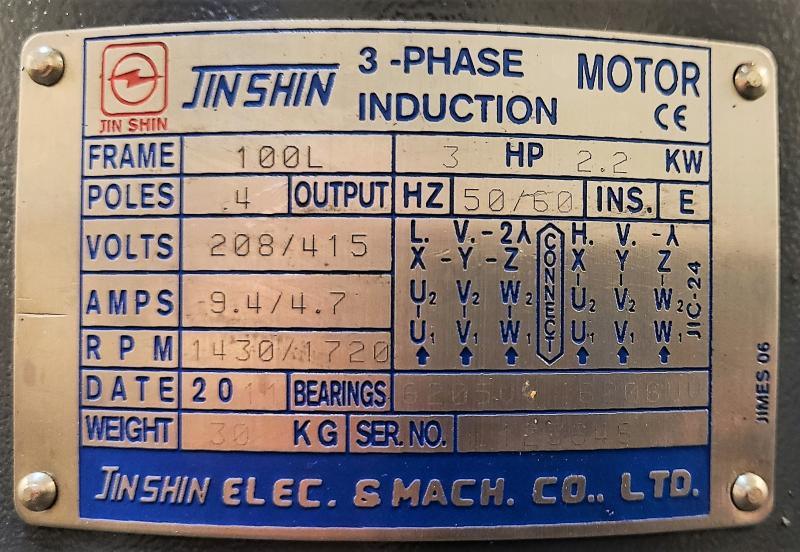 JIN SHIN
JINSHIN 3-PHASE INDUCTION MOTOR CE
FRAME 100L 3 HP 2.2 KW
POLES 4 OUTPUT HZ 50/60 INS. E
VOLTS 208/415
AMPS 9.4/4.7
RPM 1430/1720
L. V. - 2人 CONNECT H. V. - 人
X - Y - Z X Y Z
U2 V2 W2 U2 V2 W2
U1 V1 W1 U1 V1 W1
JIC-24
DATE 2011 BEARINGS
WEIGHT 30 KG SER. NO.
JINSHIN ELEC. & MACH. CO., LTD.
JIMES 06